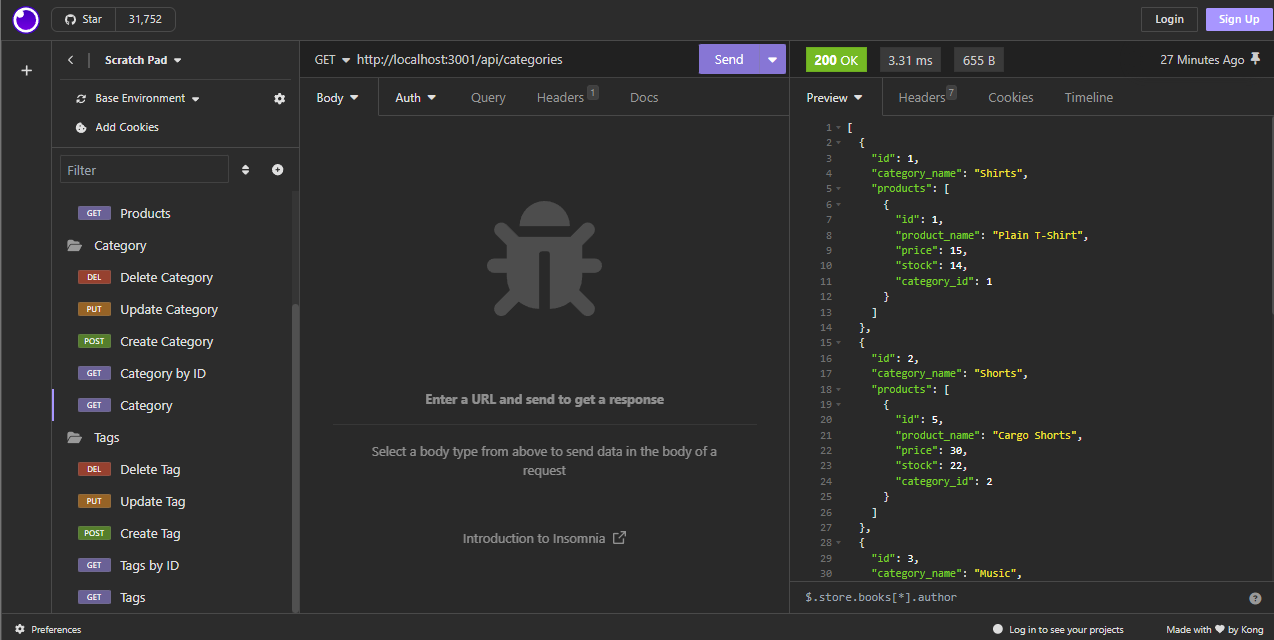 Star 31,752 Login Sign Up
Scratch Pad
Base Environment
Add Cookies
Filter
GET Products
Category
DEL Delete Category
PUT Update Category
POST Create Category
GET Category by ID
GET Category
Tags
DEL Delete Tag
PUT Update Tag
POST Create Tag
GET Tags by ID
GET Tags
GET http://localhost:3001/api/categories Send
Body Auth Query Headers 1 Docs
Enter a URL and send to get a response
Select a body type from above to send data in the body of a
request
Introduction to Insomnia
200 OK 3.31 ms 655 B 27 Minutes Ago
Preview Headers 7 Cookies Timeline
1 [
2 {
3 "id": 1,
4 "category_name": "Shirts",
5 "products": [
6 {
7 "id": 1,
8 "product_name": "Plain T-Shirt",
9 "price": 15,
10 "stock": 14,
11 "category_id": 1
12 }
13 ]
14 },
15 {
16 "id": 2,
17 "category_name": "Shorts",
18 "products": [
19 {
20 "id": 5,
21 "product_name": "Cargo Shorts",
22 "price": 30,
23 "stock": 22,
24 "category_id": 2
25 }
26 ]
27 },
28 {
29 "id": 3,
30 "category_name": "Music",
$.store.books[*].author ?
Preferences Log in to see your projects Made with ♥ by Kong